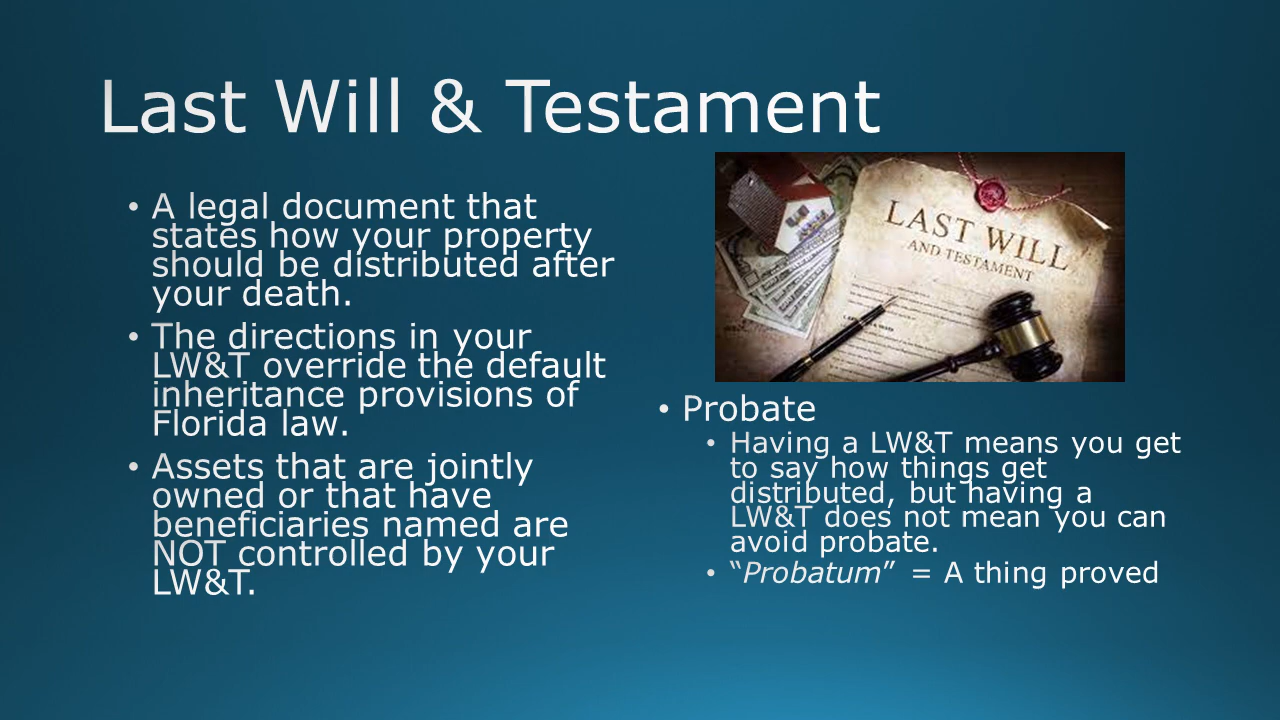 Last Will & Testament
• A legal document that
states how your property
should be distributed after
your death.
• The directions in your
LW&T override the default
inheritance provisions of
Florida law.
• Assets that are jointly
owned or that have
beneficiaries named are
NOT controlled by your
LW&T.
LAST WILL
AND TESTAMENT
• Probate
• Having a LW&T means you get
to say how things get
distributed, but having a
LW&T does not mean you can
avoid probate.
• “Probatum”  = A thing proved